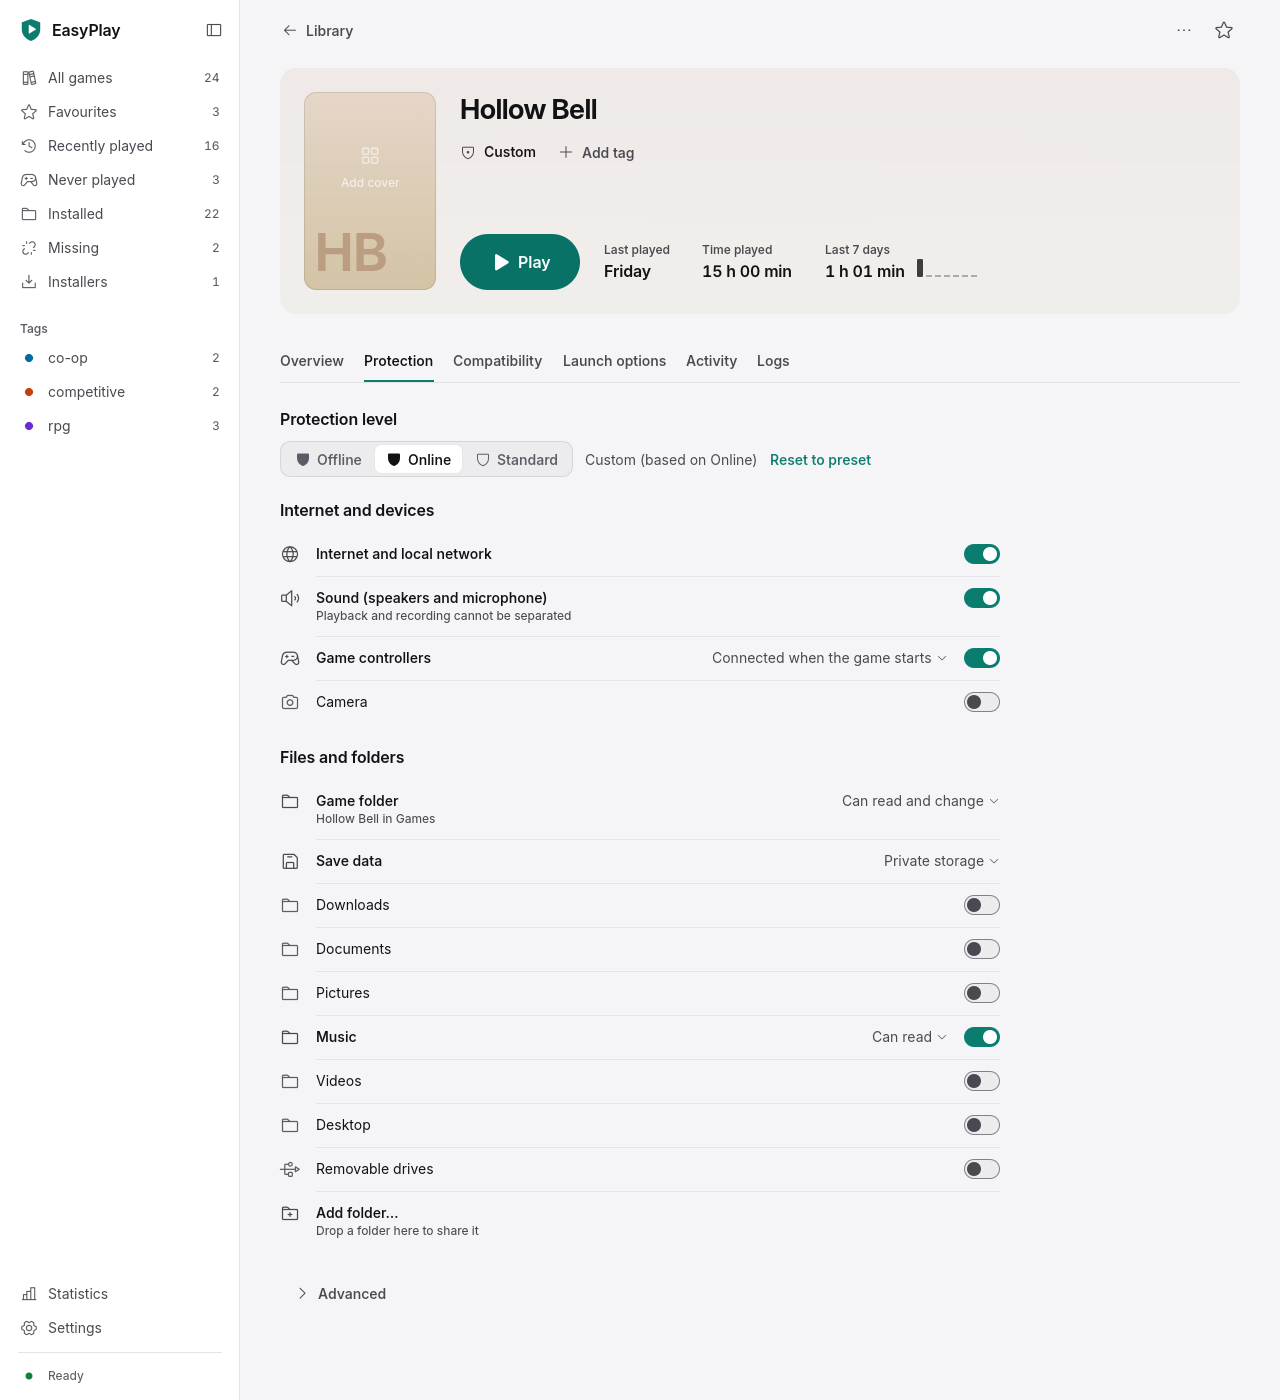 EasyPlay
All games 24
Favourites 3
Recently played 16
Never played 3
Installed 22
Missing 2
Installers 1
Tags
co-op 2
competitive 2
rpg 3
Statistics
Settings
Ready
Library
Add cover
HB
Hollow Bell
Custom Add tag
Play
Last played Time played Last 7 days
Friday 15 h 00 min 1 h 01 min
Overview Protection Compatibility Launch options Activity Logs
Protection level
Offline Online Standard Custom (based on Online) Reset to preset
Internet and devices
Internet and local network
Sound (speakers and microphone)
Playback and recording cannot be separated
Game controllers Connected when the game starts
Camera
Files and folders
Game folder Can read and change
Hollow Bell in Games
Save data Private storage
Downloads
Documents
Pictures
Music Can read
Videos
Desktop
Removable drives
Add folder...
Drop a folder here to share it
Advanced